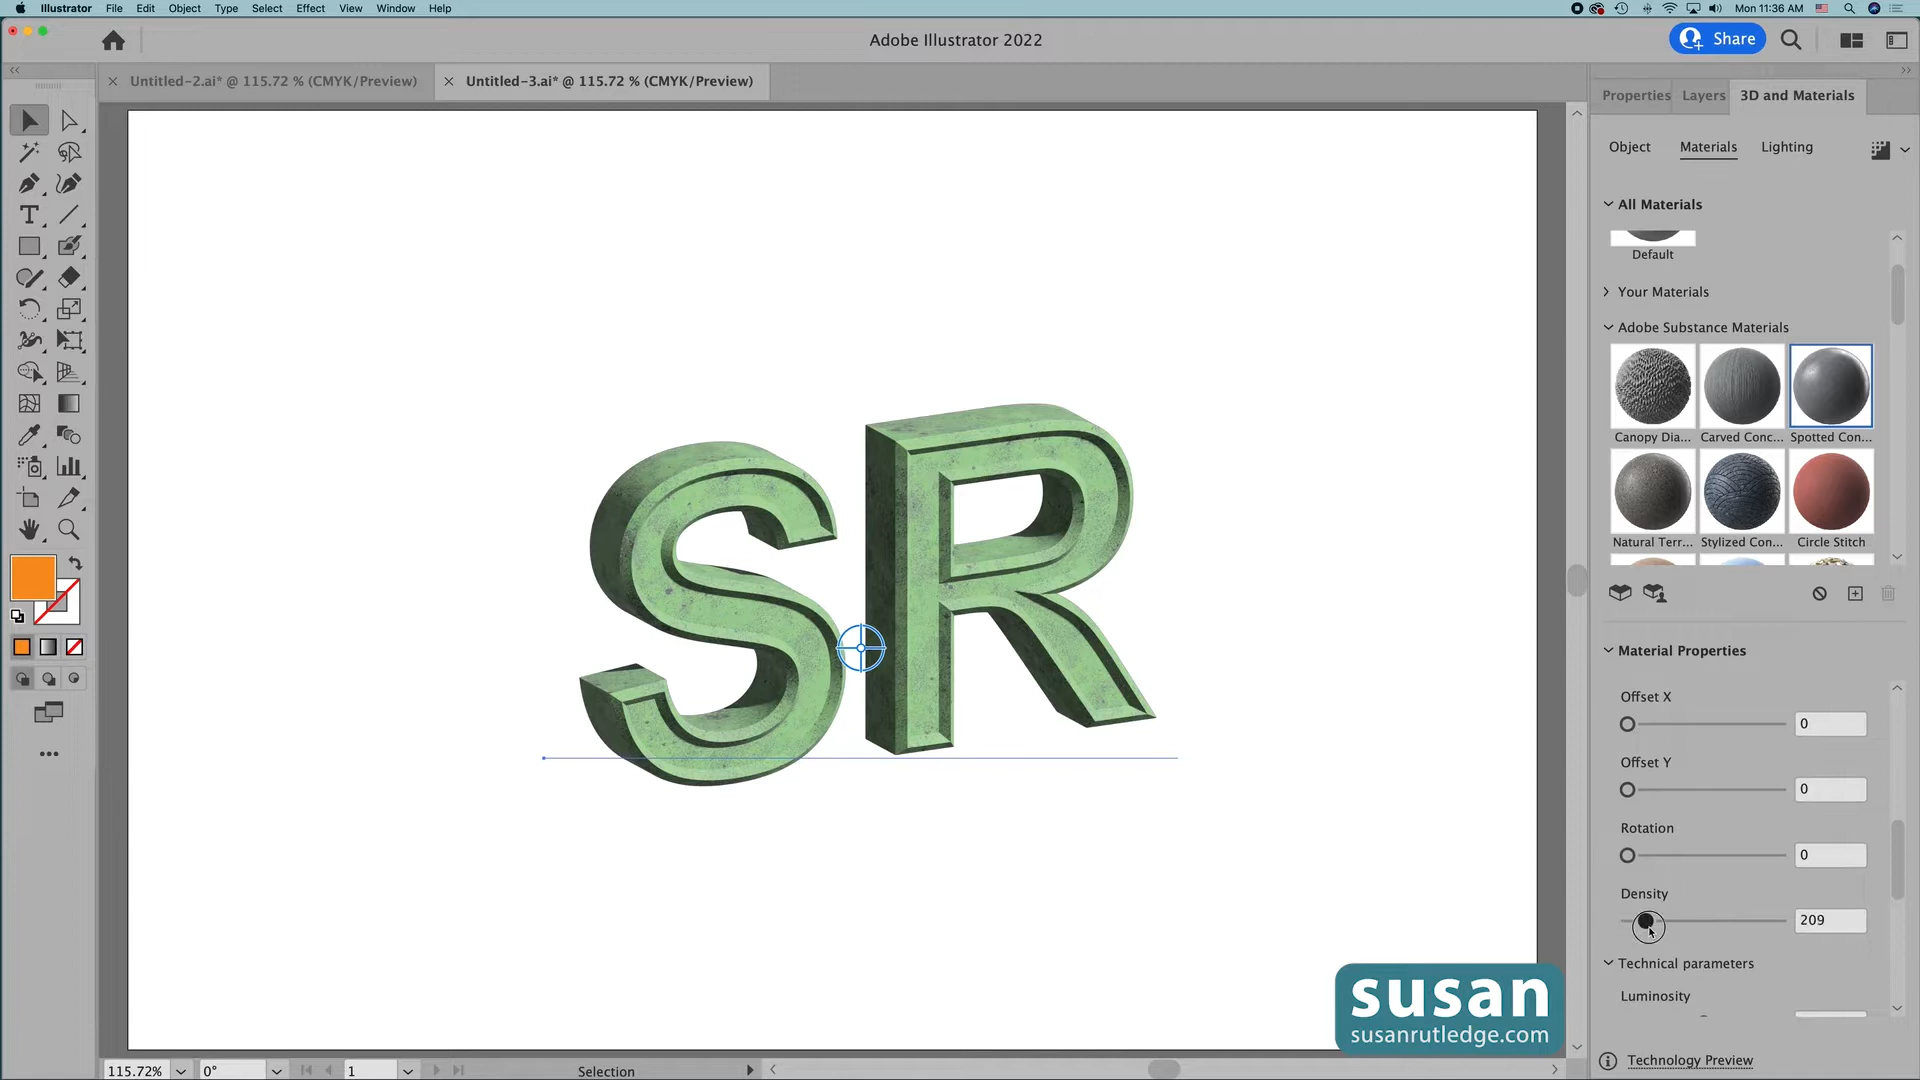 Illustrator File Edit Object Type Select Effect View Window Help
Mon 11:36 AM
Adobe Illustrator 2022
Share
Untitled-2.ai* @ 115.72 % (CMYK/Preview)
Untitled-3.ai* @ 115.72 % (CMYK/Preview)
Properties Layers 3D and Materials
Object Materials Lighting
All Materials
Default
Your Materials
Adobe Substance Materials
Canopy Dia... Carved Conc... Spotted Con...
Natural Terr... Stylized Con... Circle Stitch
SR
Material Properties
Offset X
0
Offset Y
0
Rotation
0
Density
209
Technical parameters
Luminosity
susan
susanrutledge.com
115.72% 0° 1 Selection
Technology Preview